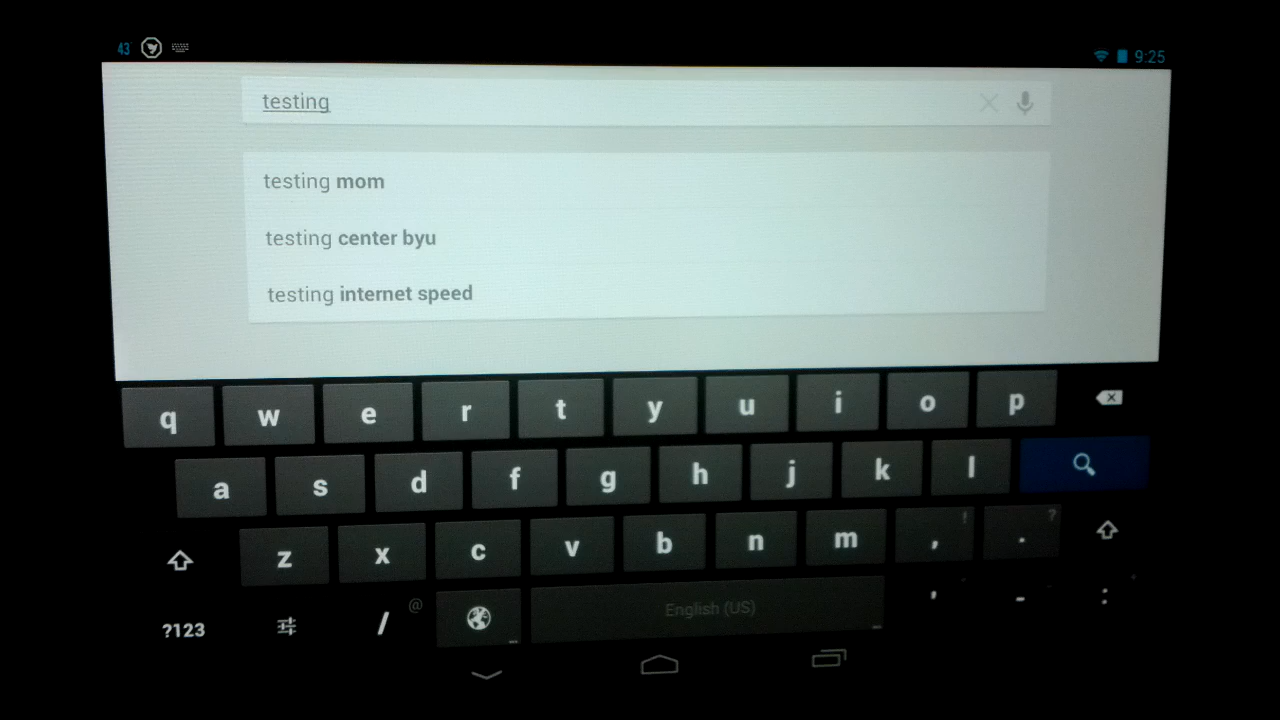 43
9:25
testing
testing mom
testing center byu
testing internet speed
q w e r t y u i o p
a s d f g h j k l
z x c v b n m , ! . ?
?123 / @ English (US) ' - :